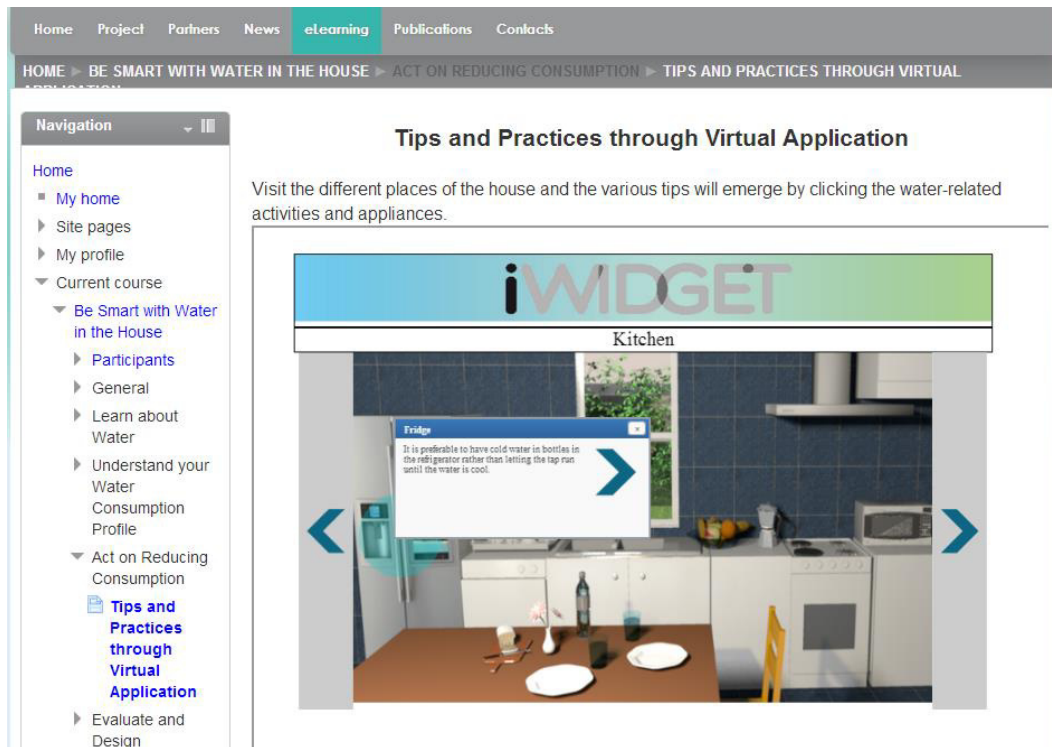 Home Project Partners News eLearning Publications Contacts
HOME ► BE SMART WITH WATER IN THE HOUSE ► ACT ON REDUCING CONSUMPTION ► TIPS AND PRACTICES THROUGH VIRTUAL
APPLICATION
Navigation
Home
My home
Site pages
My profile
Current course
Be Smart with Water
in the House
Participants
General
Learn about
Water
Understand your
Water
Consumption
Profile
Act on Reducing
Consumption
Tips and
Practices
through
Virtual
Application
Evaluate and
Design
Tips and Practices through Virtual Application
Visit the different places of the house and the various tips will emerge by clicking the water-related
activities and appliances.
iWIDGET
Kitchen
Fridge
It is preferable to have cold water in bottles in
the refrigerator rather than letting the tap run
until the water is cool.